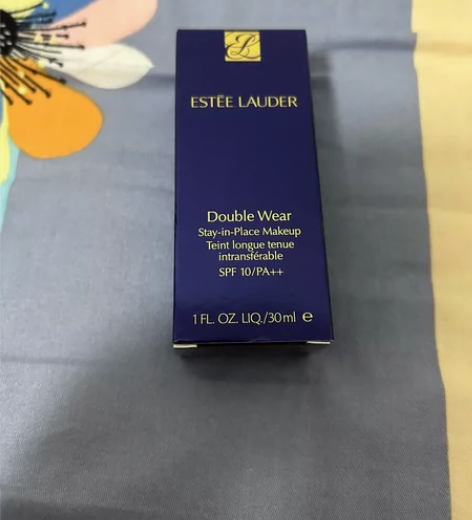 EL
ESTĒE LAUDER
Double Wear
Stay-in-Place Makeup
Teint longue tenue
intransférable
SPF 10/PA++
1 FL. OZ. LIQ./30 ml e